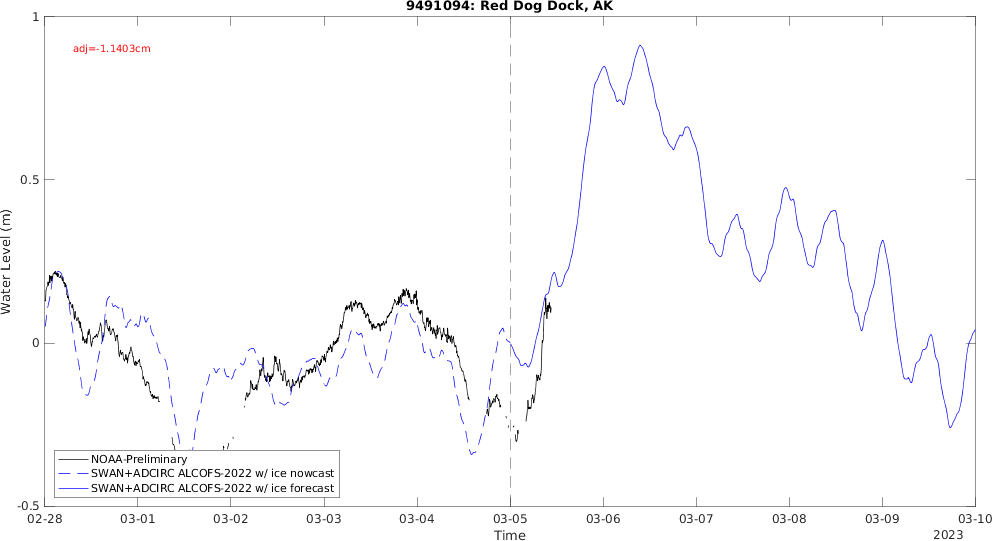 9491094: Red Dog Dock, AK
adj=-1.1403cm
1
0.5
0
-0.5
Water Level (m)
NOAA-Preliminary
SWAN+ADCIRC ALCOFS-2022 w/ ice nowcast
SWAN+ADCIRC ALCOFS-2022 w/ ice forecast
02-28 03-01 03-02 03-03 03-04 03-05 03-06 03-07 03-08 03-09 03-10
Time
2023